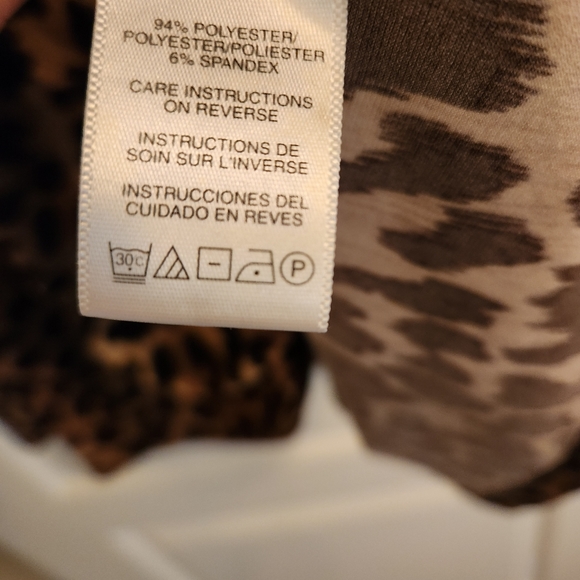 94% POLYESTER/
POLYESTER/POLIESTER
6% SPANDEX
CARE INSTRUCTIONS
ON REVERSE
INSTRUCTIONS DE
SOIN SUR L'INVERSE
INSTRUCCIONES DEL
CUIDADO EN REVES
30°C P